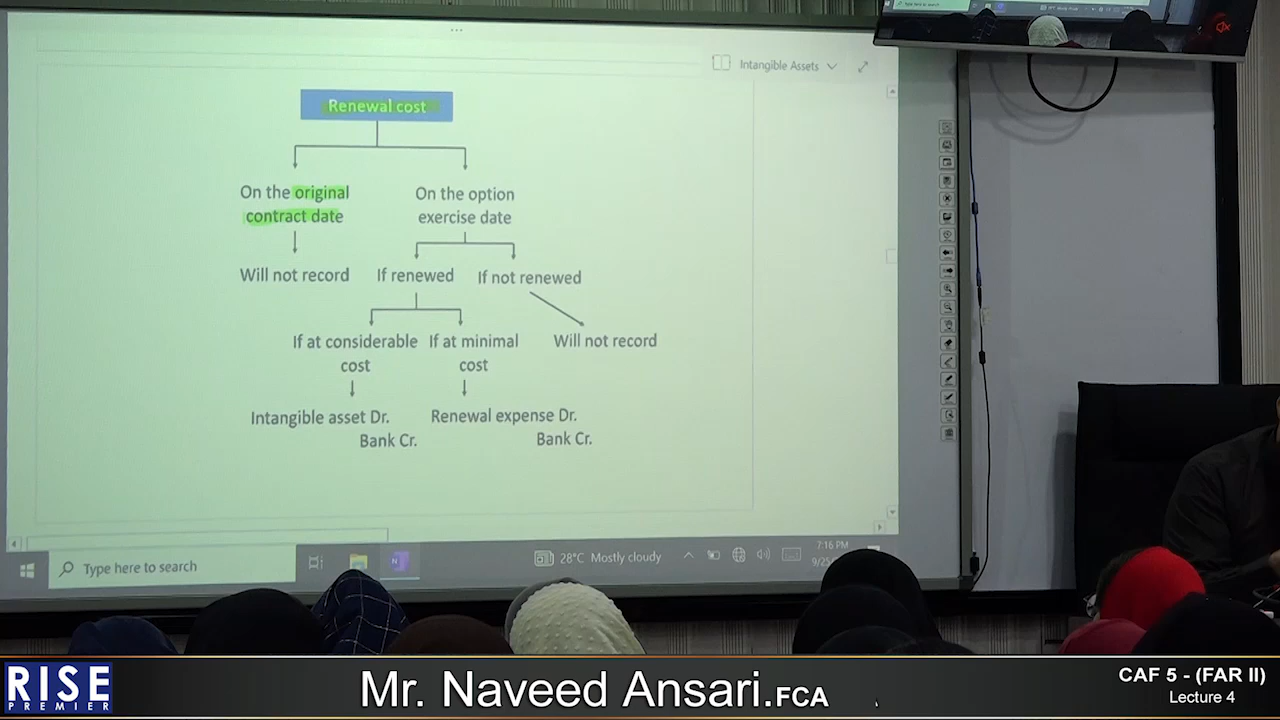 Intangible Assets
Renewal cost
On the original
contract date
On the option
exercise date
Will not record
If renewed
If not renewed
If at considerable
cost
If at minimal
cost
Will not record
Intangible asset Dr.
Bank Cr.
Renewal expense Dr.
Bank Cr.
Type here to search
28°C Mostly cloudy
7:16 PM
RISE
PREMIER
Mr. Naveed Ansari.FCA
CAF 5 - (FAR II)
Lecture 4